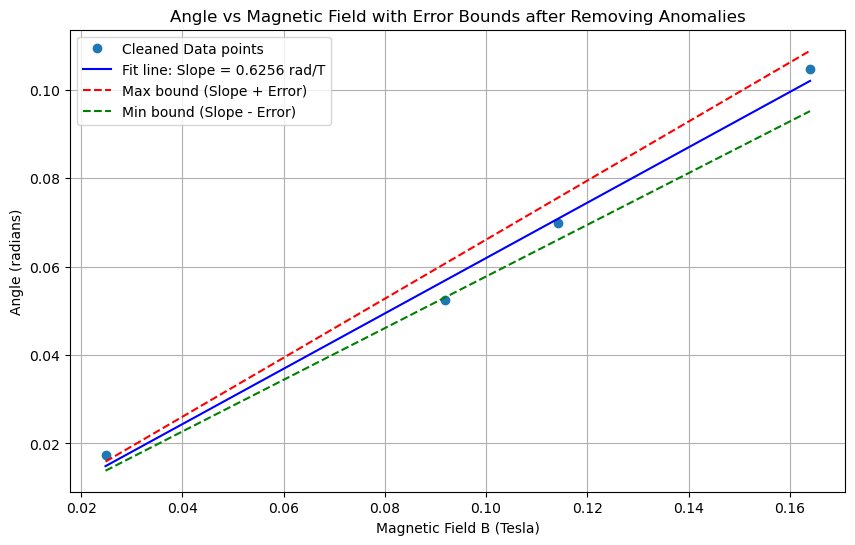 Angle vs Magnetic Field with Error Bounds after Removing Anomalies
Cleaned Data points
Fit line: Slope = 0.6256 rad/T
Max bound (Slope + Error)
Min bound (Slope - Error)
Angle (radians)
0.10
0.08
0.06
0.04
0.02
0.02 0.04 0.06 0.08 0.10 0.12 0.14 0.16
Magnetic Field B (Tesla)